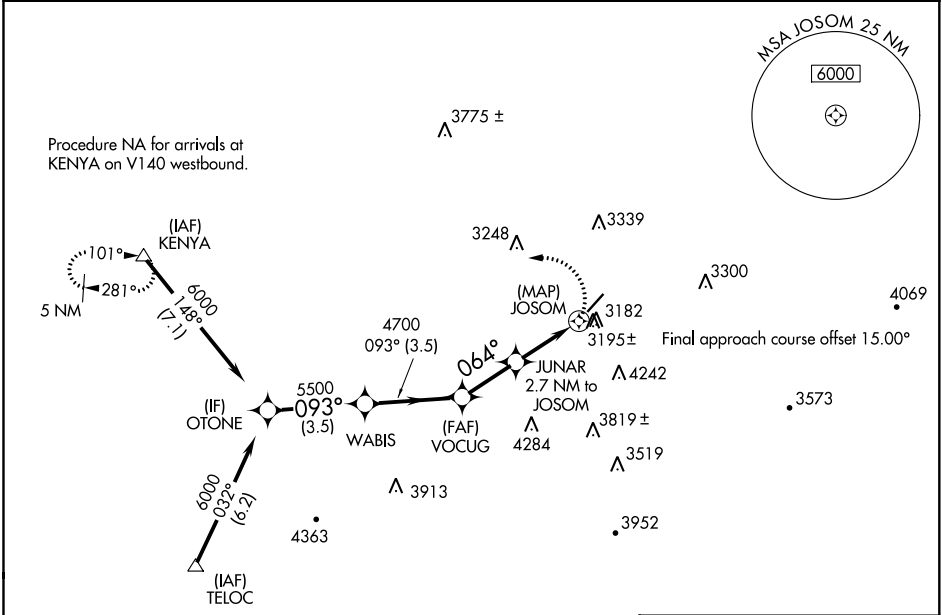 MSA JOSOM 25 NM
6000
3775 ±
Procedure NA for arrivals at
KENYA on V140 westbound.
(IAF)
KENYA
101°
281°
5 NM
6000
148°
(7.1)
3248
3339
3300
4069
(MAP)
JOSOM
3182
3195±
Final approach course offset 15.00°
4700
093° (3.5)
064°
JUNAR
2.7 NM to
JOSOM
4242
3573
(IF)
OTONE
5500
093°
(3.5)
WABIS
(FAF)
VOCUG
4284
3819 ±
3519
3913
3952
4363
6000
032°
(6.2)
(IAF)
TELOC